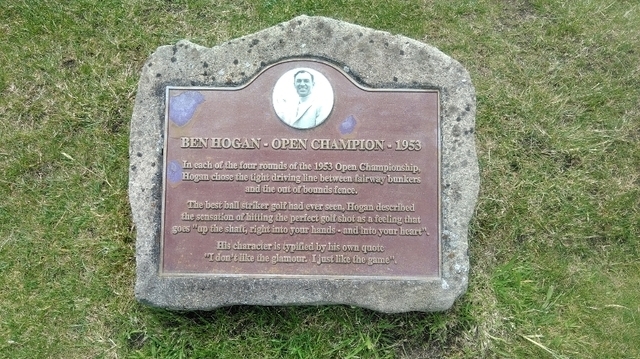 BEN HOGAN - OPEN CHAMPION - 1953
In each of the four rounds of the 1953 Open Championship,
Hogan chose the tight driving line between fairway bunkers
and the out of bounds fence.
The best ball striker golf had ever seen, Hogan described
the sensation of hitting the perfect golf shot as a feeling that
goes "up the shaft, right into your hands - and into your heart".
His character is typified by his own quote
"I don't like the glamour. I just like the game".